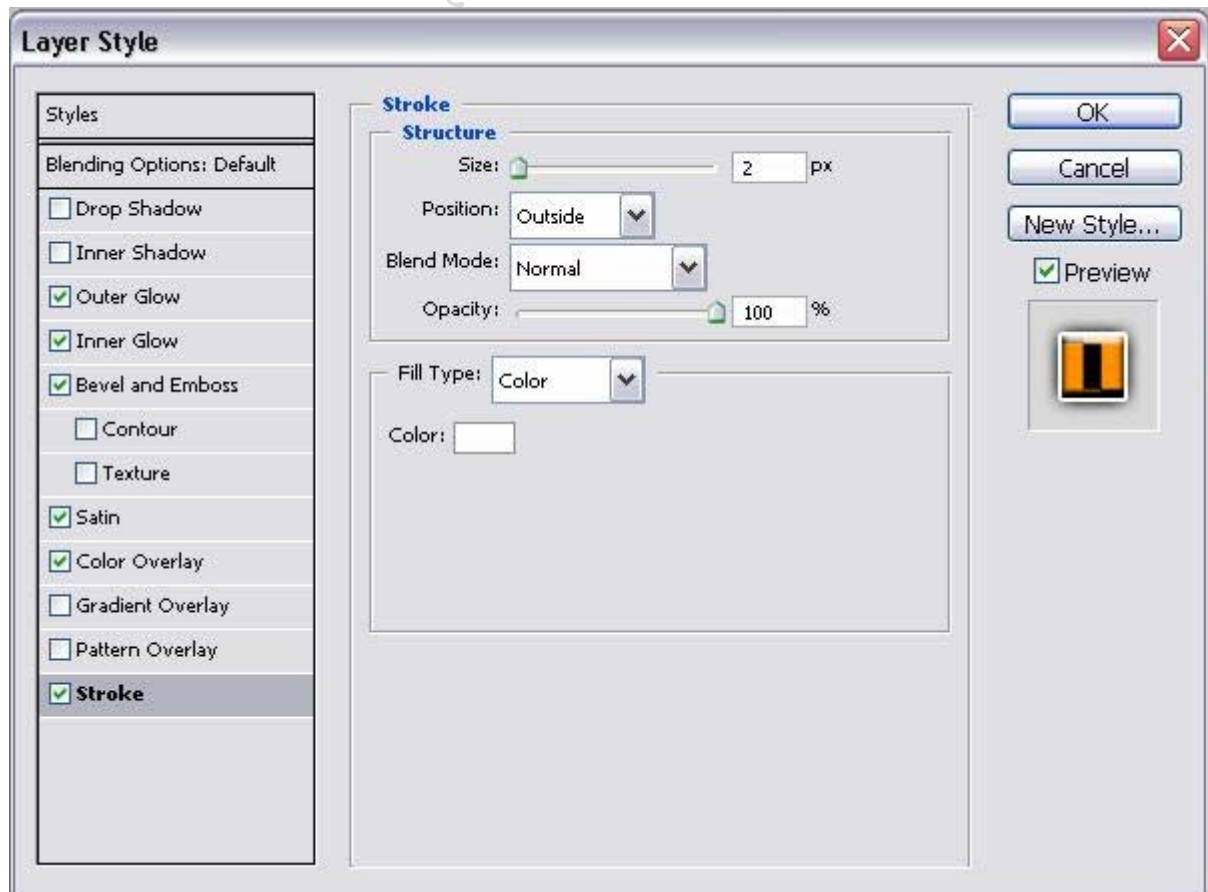 Layer Style
Styles
Blending Options: Default
Drop Shadow
Inner Shadow
Outer Glow
Inner Glow
Bevel and Emboss
Contour
Texture
Satin
Color Overlay
Gradient Overlay
Pattern Overlay
Stroke
Stroke
Structure
Size: 2 px
Position: Outside
Blend Mode: Normal
Opacity: 100 %
Fill Type: Color
Color:
OK
Cancel
New Style...
Preview